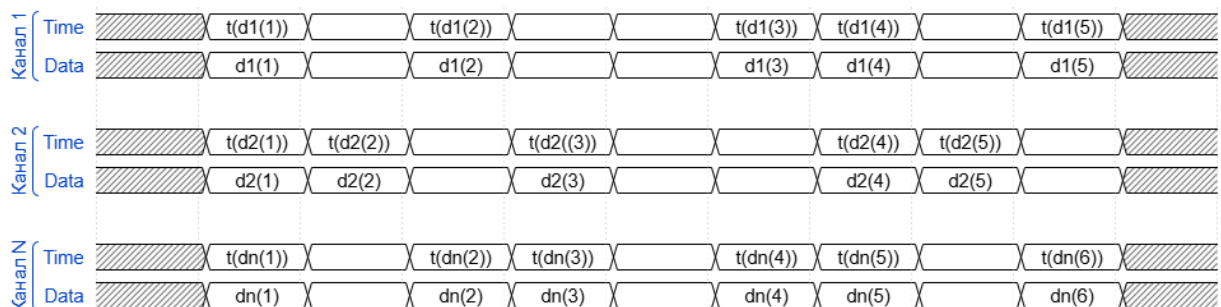 Канал 1
Time t(d1(1)) t(d1(2)) t(d1(3)) t(d1(4)) t(d1(5))
Data d1(1) d1(2) d1(3) d1(4) d1(5)
Канал 2
Time t(d2(1)) t(d2(2)) t(d2((3)) t(d2(4)) t(d2(5))
Data d2(1) d2(2) d2(3) d2(4) d2(5)
Канал N
Time t(dn(1)) t(dn(2)) t(dn(3)) t(dn(4)) t(dn(5)) t(dn(6))
Data dn(1) dn(2) dn(3) dn(4) dn(5) dn(6)